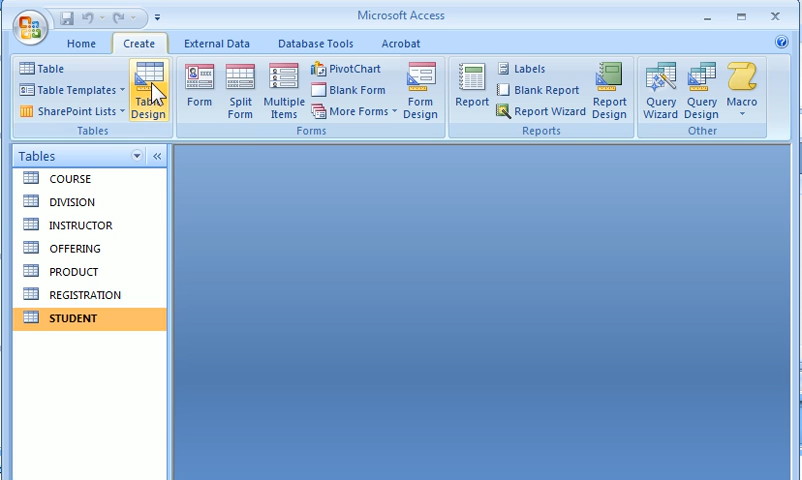 Microsoft Access
Home Create External Data Database Tools Acrobat
Table
Table Templates
SharePoint Lists
Table Design
Tables
Form
Split Form
Multiple Items
PivotChart
Blank Form
More Forms
Form Design
Forms
Report
Labels
Blank Report
Report Wizard
Report Design
Reports
Query Wizard
Query Design
Macro
Other
Tables
COURSE
DIVISION
INSTRUCTOR
OFFERING
PRODUCT
REGISTRATION
STUDENT